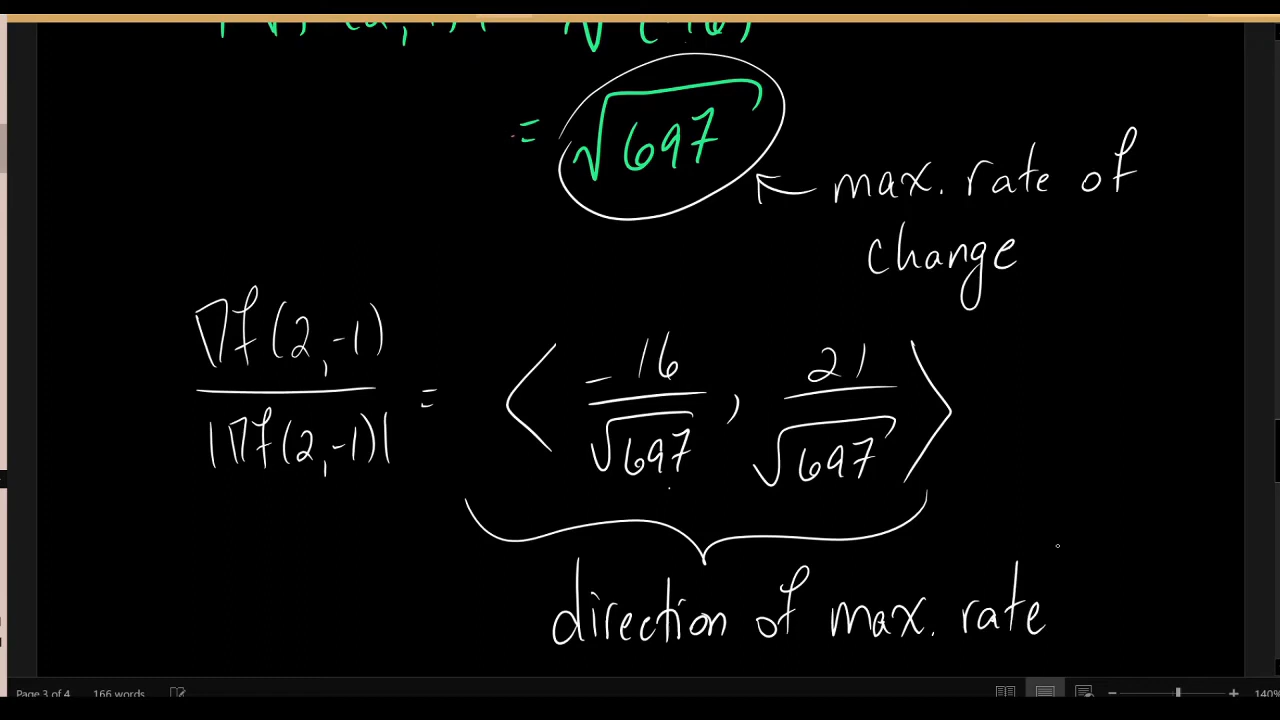 = √697
← max. rate of
change
∇f(2,-1) / |∇f(2,-1)| = ⟨ -16/√697 , 21/√697 ⟩
direction of max. rate
Page 3 of 4 166 words 140%